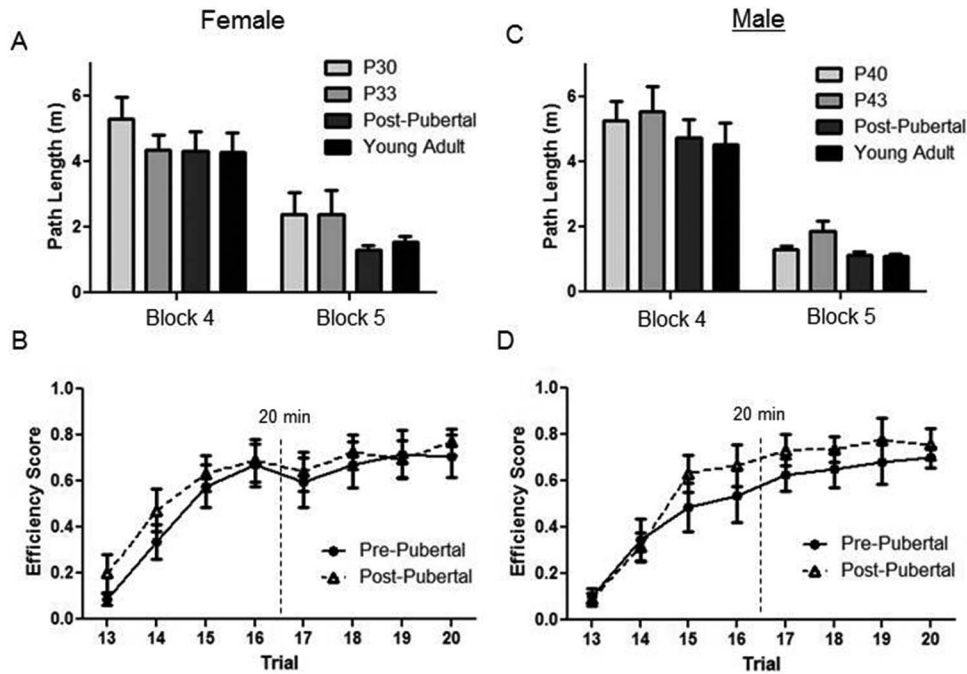 Female
A
P30
P33
Post-Pubertal
Young Adult
Path Length (m)
6
4
2
0
Block 4
Block 5
Male
C
P40
P43
Post-Pubertal
Young Adult
Path Length (m)
6
4
2
0
Block 4
Block 5
B
Efficiency Score
1.0
0.8
0.6
0.4
0.2
0.0
20 min
Pre-Pubertal
Post-Pubertal
13 14 15 16 17 18 19 20
Trial
D
Efficiency Score
1.0
0.8
0.6
0.4
0.2
0.0
20 min
Pre-Pubertal
Post-Pubertal
13 14 15 16 17 18 19 20
Trial